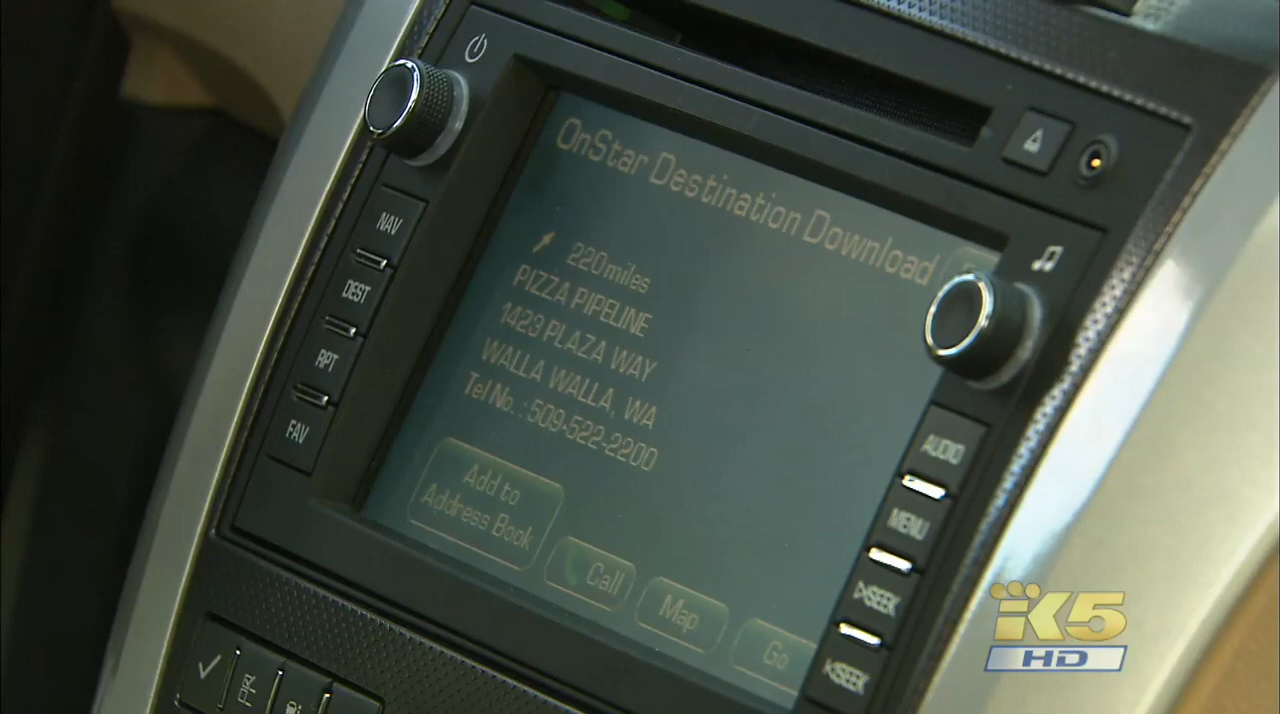 OnStar Destination Download
220miles
PIZZA PIPELINE
1423 PLAZA WAY
WALLA WALLA, WA
Tel No. : 509-522-2200
Add to
Address Book
Call
Map
Go
NAV
DEST
RPT
FAV
AUDIO
MENU
SEEK
SEEK
K5
HD